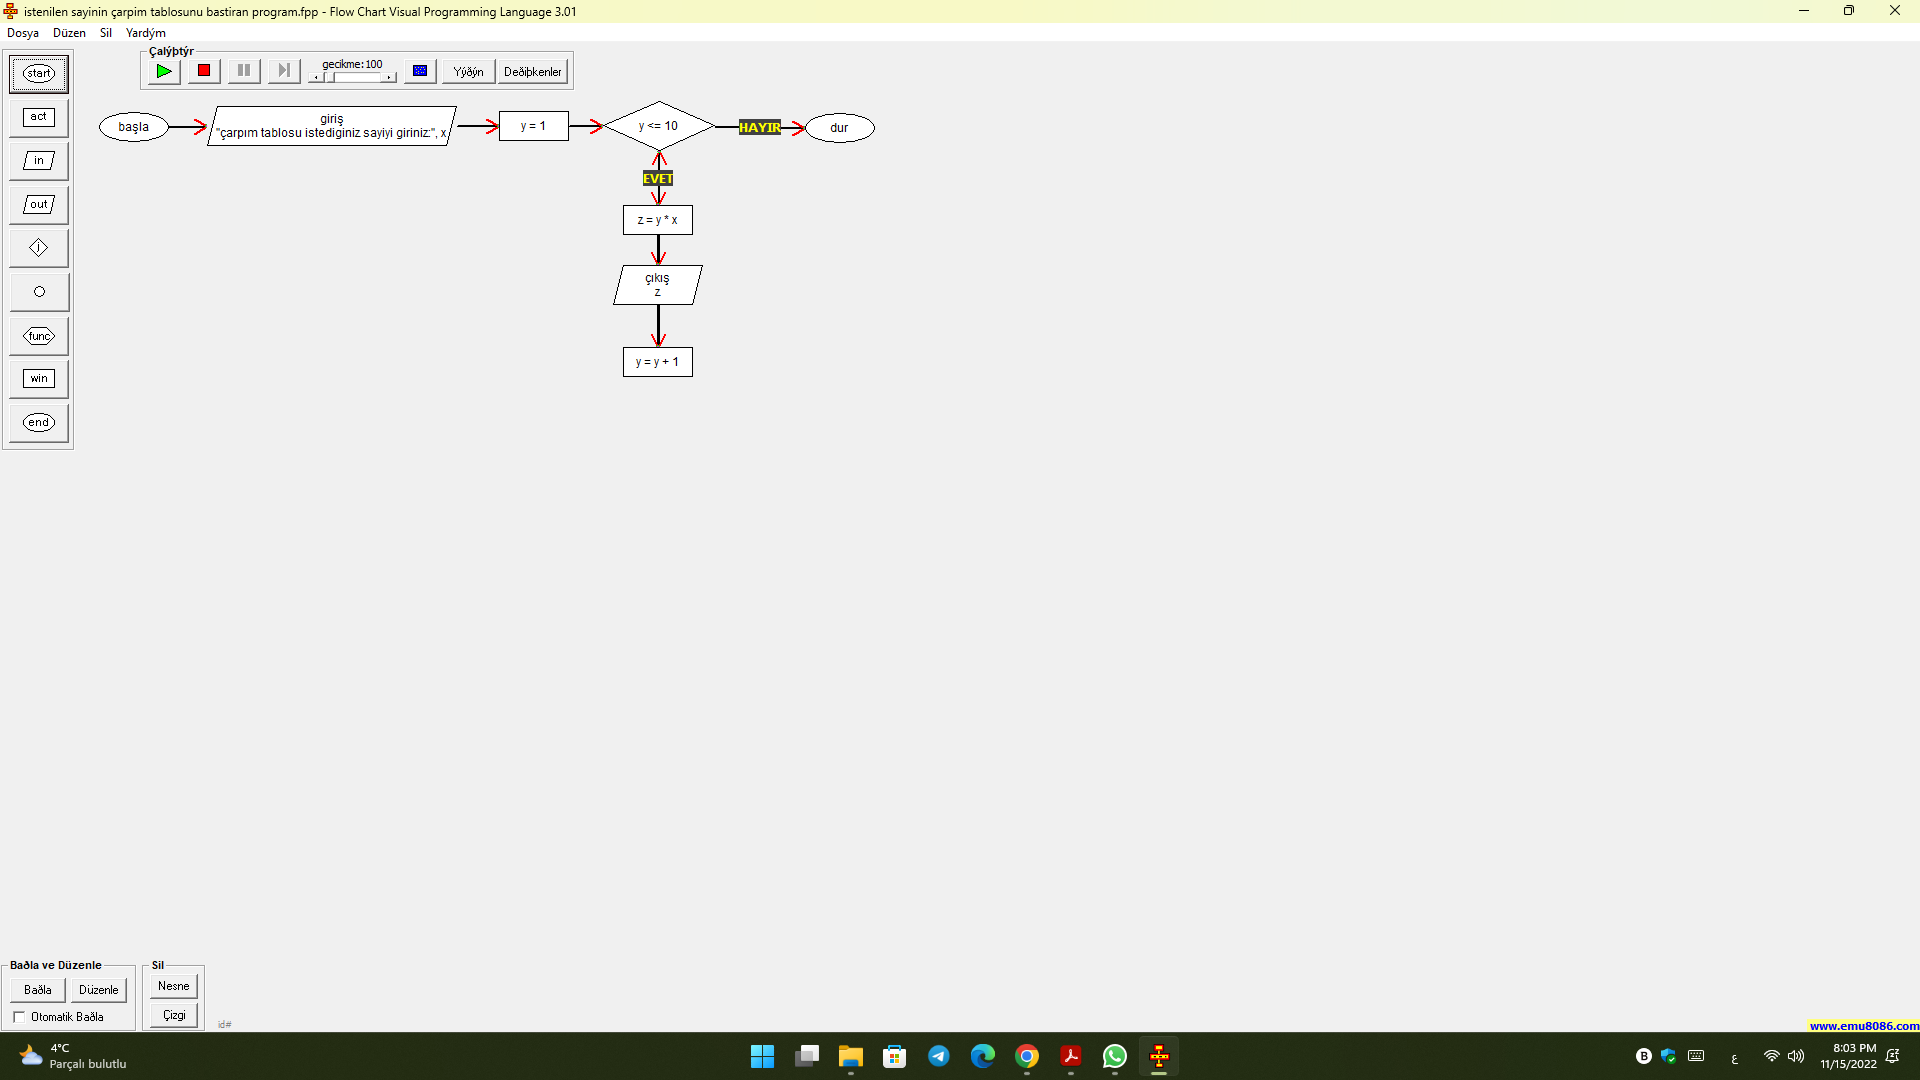 istenilen sayinin çarpim tablosunu bastiran program.fpp - Flow Chart Visual Programming Language 3.01
Dosya Düzen Sil Yardým
Çalýþtýr
gecikme:100
Yýðýn
Deðiþkenler
start
act
in
out
j
func
win
end
başla
giriş
"çarpım tablosu istediginiz sayiyi giriniz:", x
y = 1
y <= 10
HAYIR
dur
EVET
z = y * x
çıkış
z
y = y + 1
Baðla ve Düzenle
Baðla
Düzenle
Otomatik Baðla
Sil
Nesne
Çizgi
id#
www.emu8086.com
4°C
Parçalı bulutlu
B
ع
8:03 PM
11/15/2022